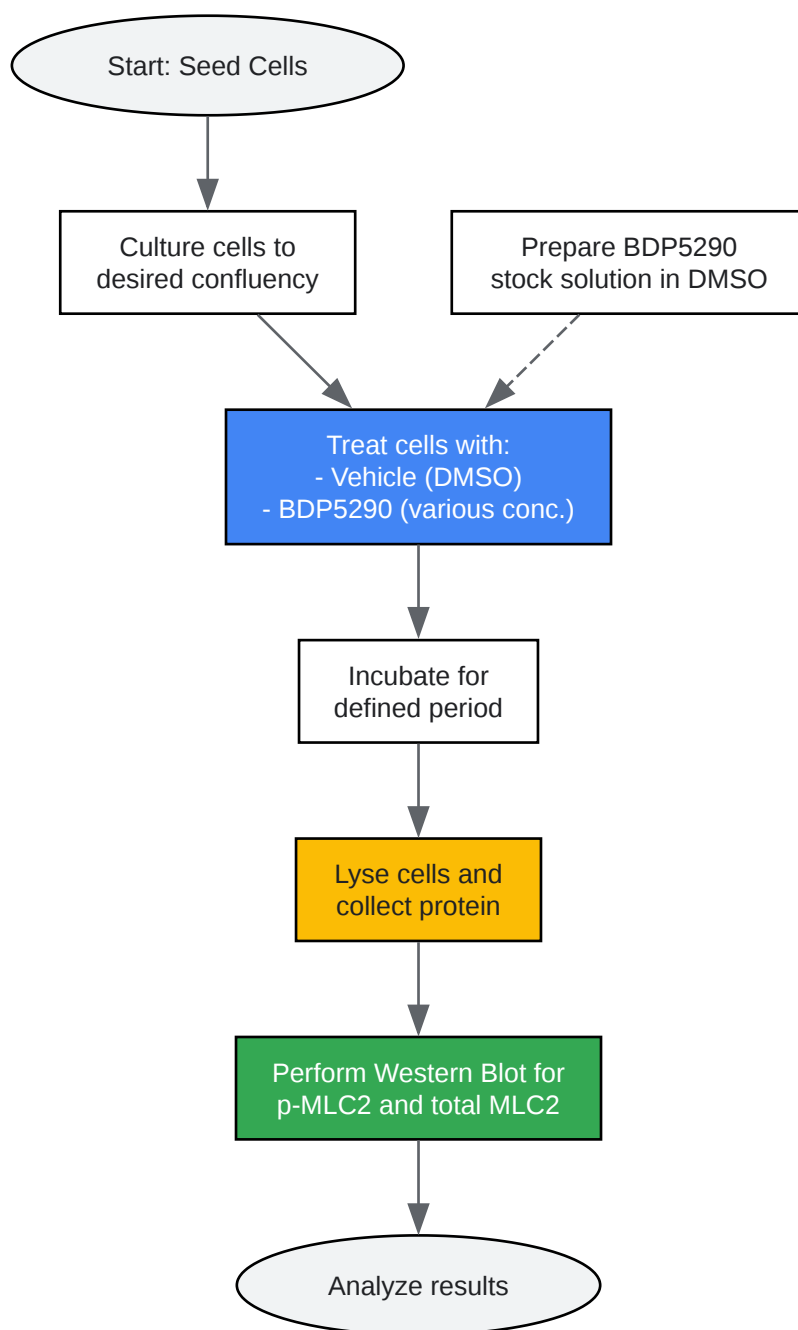 Start: Seed Cells
Culture cells to
desired confluency
Prepare BDP5290
stock solution in DMSO
Treat cells with:
- Vehicle (DMSO)
- BDP5290 (various conc.)
Incubate for
defined period
Lyse cells and
collect protein
Perform Western Blot for
p-MLC2 and total MLC2
Analyze results